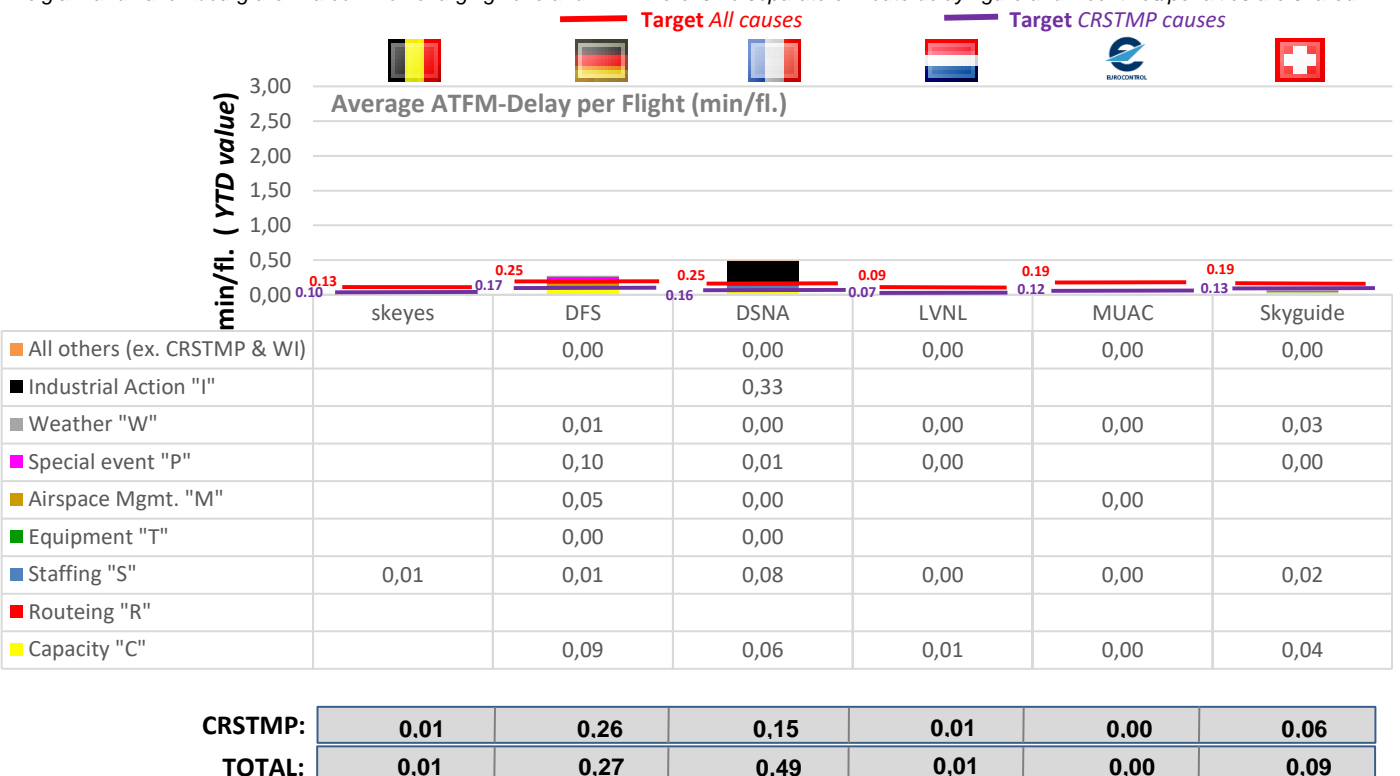 Target All causes Target CRSTMP causes
EUROCONTROL
Average ATFM-Delay per Flight (min/fl.)
min/fl. ( YTD value)
3,00
2,50
2,00
1,50
1,00
0,50
0,00
0.13 0.25 0.25 0.09 0.19 0.19
0.10 0.17 0.16 0.07 0.12 0.13
skeyes DFS DSNA LVNL MUAC Skyguide
All others (ex. CRSTMP & WI) 0,00 0,00 0,00 0,00 0,00
Industrial Action "I" 0,33
Weather "W" 0,01 0,00 0,00 0,00 0,03
Special event "P" 0,10 0,01 0,00 0,00
Airspace Mgmt. "M" 0,05 0,00 0,00
Equipment "T" 0,00 0,00
Staffing "S" 0,01 0,01 0,08 0,00 0,00 0,02
Routeing "R"
Capacity "C" 0,09 0,06 0,01 0,00 0,04
CRSTMP: 0,01 0,26 0,15 0,01 0,00 0,06
TOTAL: 0,01 0,27 0,49 0,01 0,00 0,09